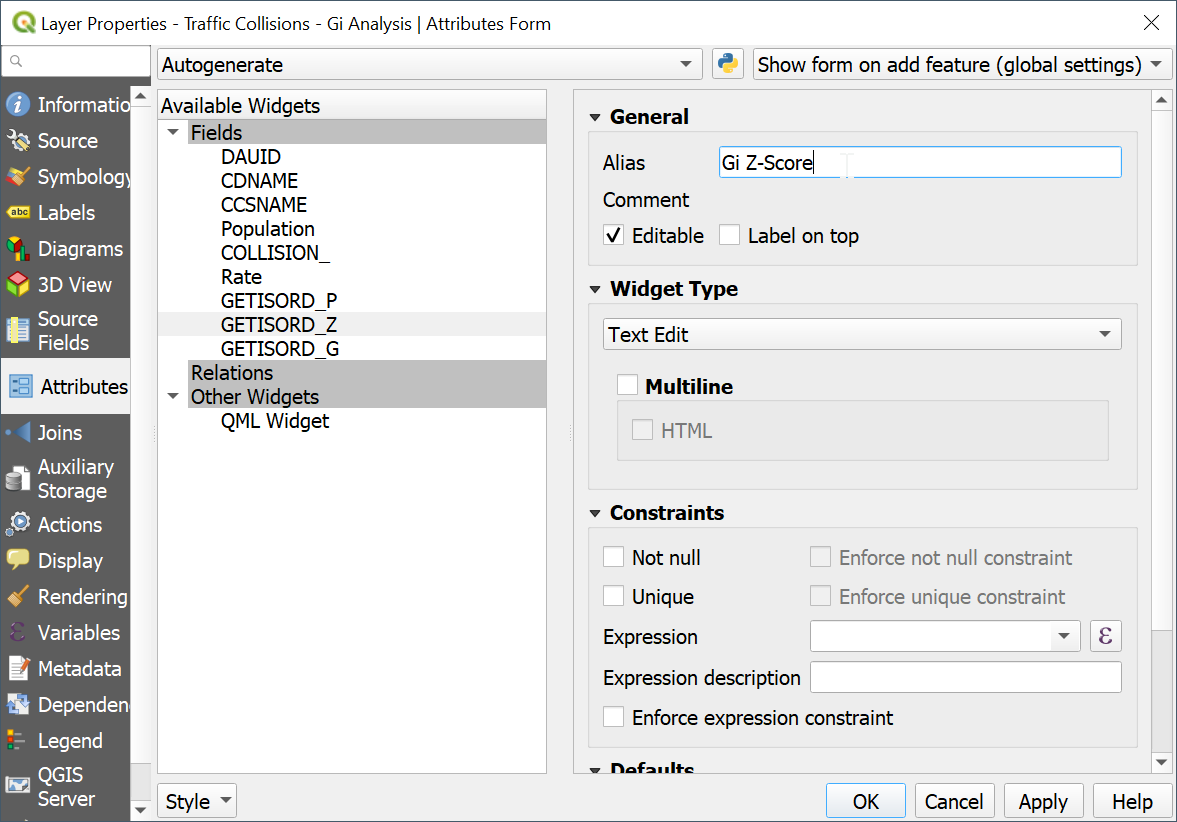 Layer Properties - Traffic Collisions - Gi Analysis | Attributes Form
Autogenerate
Show form on add feature (global settings)
Informatio
Source
Symbology
abc
Labels
Diagrams
3D View
Source
Fields
Attributes
Joins
Auxiliary
Storage
Actions
Display
Rendering
Variables
Metadata
Dependen
Legend
QGIS
Server
Available Widgets
Fields
DAUID
CDNAME
CCSNAME
Population
COLLISION_
Rate
GETISORD_P
GETISORD_Z
GETISORD_G
Relations
Other Widgets
QML Widget
General
Alias Gi Z-Score
Comment
Editable Label on top
Widget Type
Text Edit
Multiline
HTML
Constraints
Not null Enforce not null constraint
Unique Enforce unique constraint
Expression ε
Expression description
Enforce expression constraint
Defaults
Style OK Cancel Apply Help